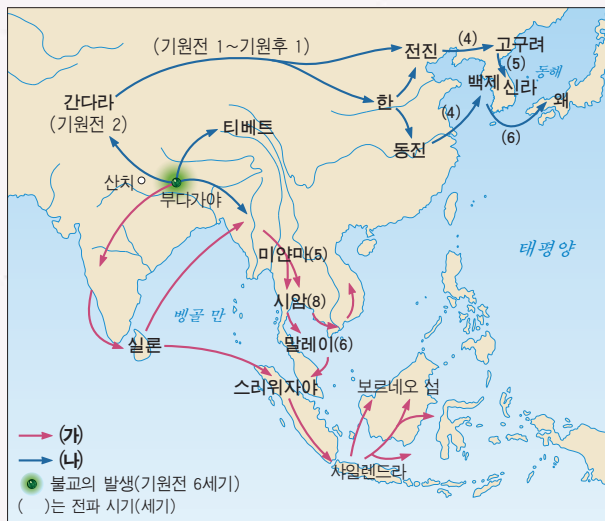 (기원전 1~기원후 1)
전진
(4)
고구려
(5)
동해
백제
신라
왜
(6)
간다라
(기원전 2)
한
티베트
동진
(4)
산치
부다가야
태평양
미얀마(5)
시암(8)
벵골 만
실론
말레이(6)
스리위자야
보르네오 섬
사일렌드라
(가)
(나)
불교의 발생(기원전 6세기)
( )는 전파 시기(세기)